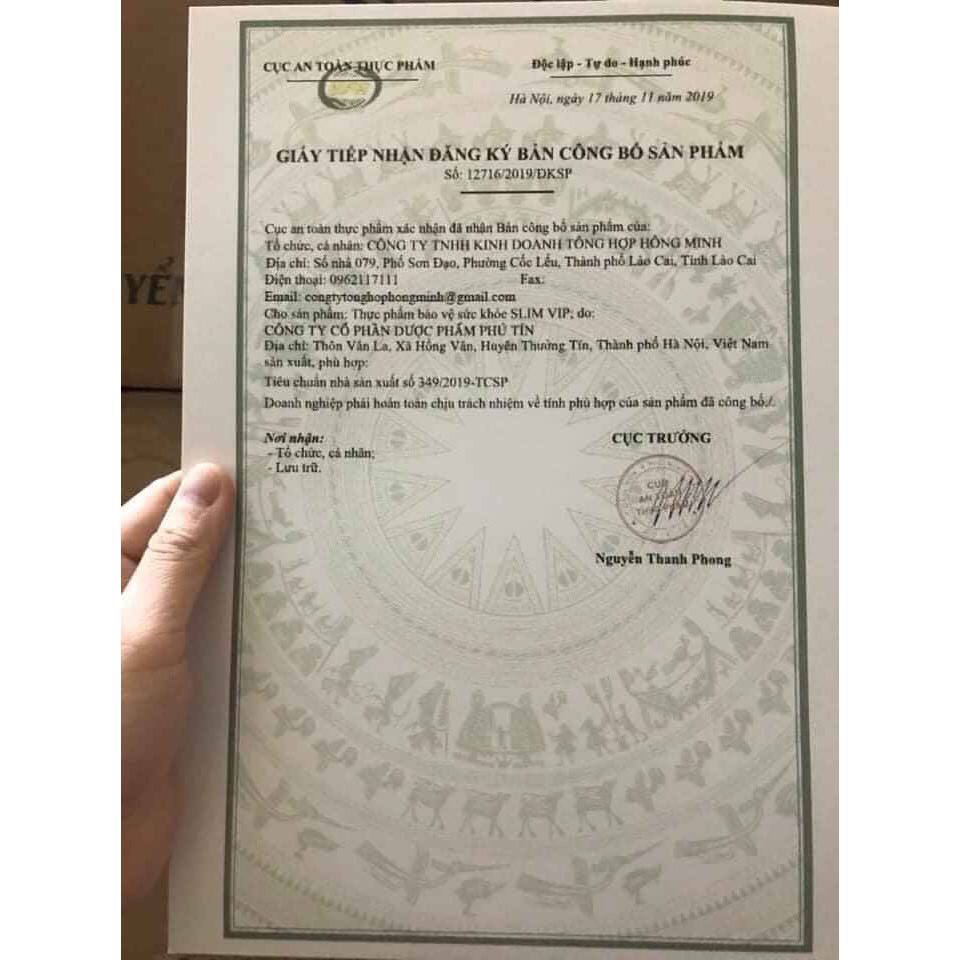 CỤC AN TOÀN THỰC PHẨM
Độc lập - Tự do - Hạnh phúc
Hà Nội, ngày 17 tháng 11 năm 2019
GIẤY TIẾP NHẬN ĐĂNG KÝ BẢN CÔNG BỐ SẢN PHẨM
Số: 12716/2019/ĐKSP
Cục an toàn thực phẩm xác nhận đã nhận Bản công bố sản phẩm của:
Tổ chức, cá nhân: CÔNG TY TNHH KINH DOANH TỔNG HỢP HỒNG MINH
Địa chỉ: Số nhà 079, Phố Sơn Đạo, Phường Cốc Lếu, Thành phố Lào Cai, Tỉnh Lào Cai
Điện thoại: 0962117111 Fax:
Email: congtytonghophongminh@gmail.com
Cho sản phẩm: Thực phẩm bảo vệ sức khỏe SLIM VIP; do:
CÔNG TY CỔ PHẦN DƯỢC PHẨM PHÚ TÍN
Địa chỉ: Thôn Vân La, Xã Hồng Vân, Huyện Thường Tín, Thành phố Hà Nội, Việt Nam
sản xuất, phù hợp:
Tiêu chuẩn nhà sản xuất số 349/2019-TCSP
Doanh nghiệp phải hoàn toàn chịu trách nhiệm về tính phù hợp của sản phẩm đã công bố./.
Nơi nhận:
- Tổ chức, cá nhân;
- Lưu trữ.
CỤC TRƯỞNG
CỤC
AN TOÀN
Nguyễn Thanh Phong